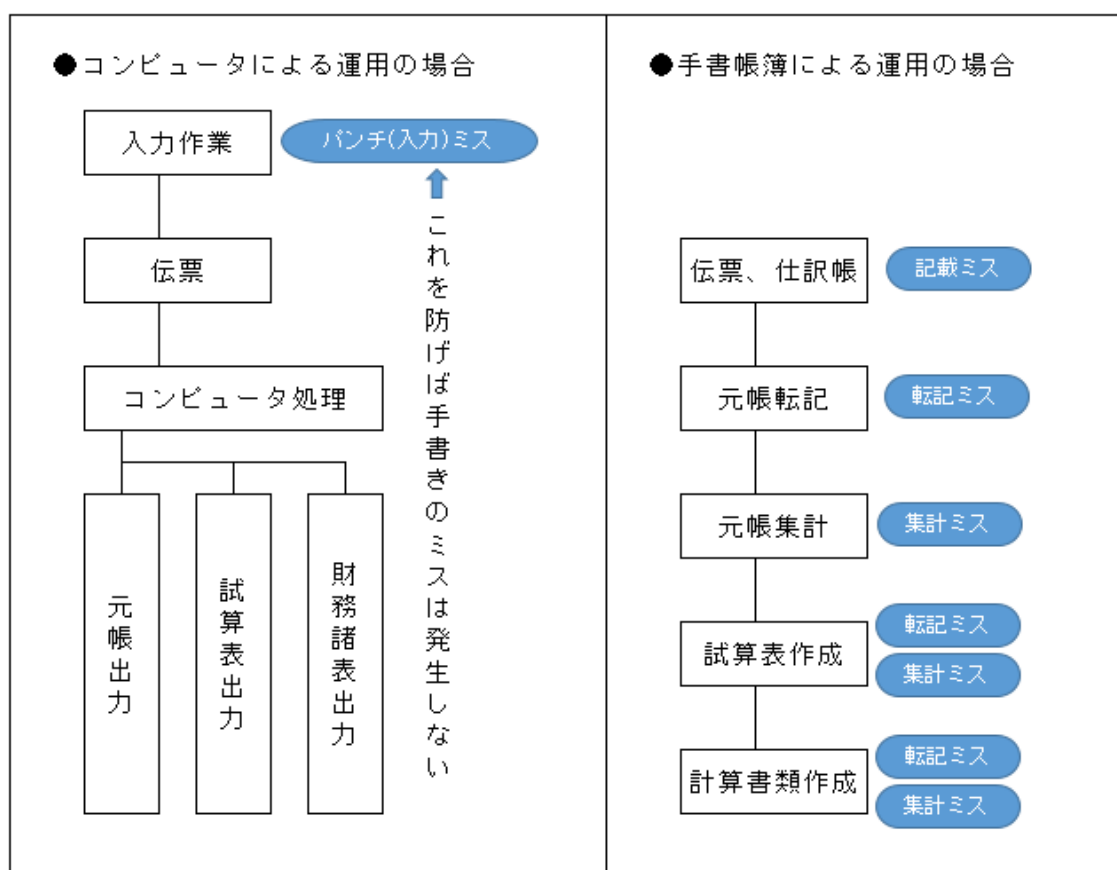 ●コンピュータによる運用の場合
入力作業
パンチ(入力)ミス
これを防げば手書きのミスは発生しない
伝票
コンピュータ処理
元帳出力
試算表出力
財務諸表出力
●手書帳簿による運用の場合
伝票、仕訳帳
記載ミス
元帳転記
転記ミス
元帳集計
集計ミス
試算表作成
転記ミス
集計ミス
計算書類作成
転記ミス
集計ミス